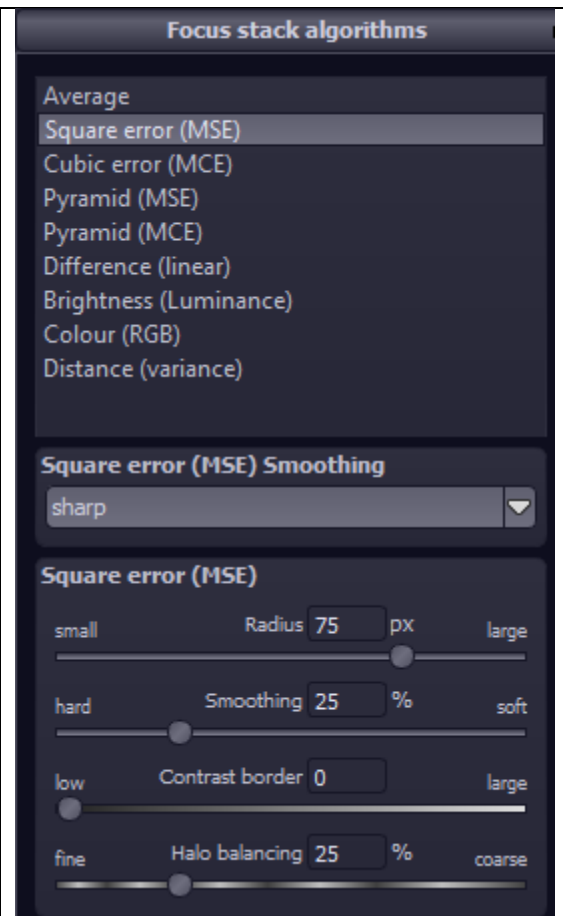 Focus stack algorithms
Average
Square error (MSE)
Cubic error (MCE)
Pyramid (MSE)
Pyramid (MCE)
Difference (linear)
Brightness (Luminance)
Colour (RGB)
Distance (variance)
Square error (MSE) Smoothing
sharp
Square error (MSE)
small Radius 75 px large
hard Smoothing 25 % soft
low Contrast border 0 large
fine Halo balancing 25 % coarse